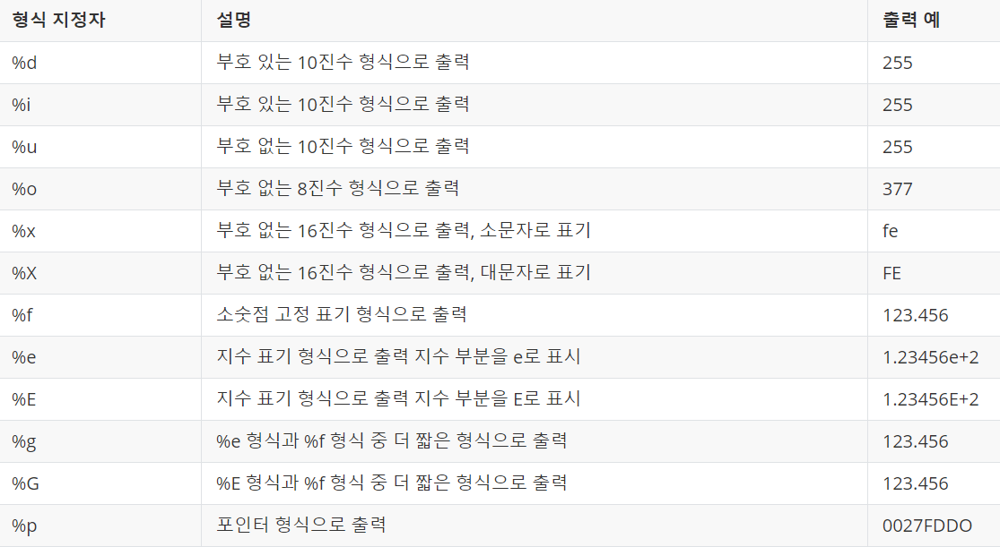 형식 지정자 설명 출력 예
%d 부호 있는 10진수 형식으로 출력 255
%i 부호 있는 10진수 형식으로 출력 255
%u 부호 없는 10진수 형식으로 출력 255
%o 부호 없는 8진수 형식으로 출력 377
%x 부호 없는 16진수 형식으로 출력, 소문자로 표기 fe
%X 부호 없는 16진수 형식으로 출력, 대문자로 표기 FE
%f 소숫점 고정 표기 형식으로 출력 123.456
%e 지수 표기 형식으로 출력 지수 부분을 e로 표시 1.23456e+2
%E 지수 표기 형식으로 출력 지수 부분을 E로 표시 1.23456E+2
%g %e 형식과 %f 형식 중 더 짧은 형식으로 출력 123.456
%G %E 형식과 %f 형식 중 더 짧은 형식으로 출력 123.456
%p 포인터 형식으로 출력 0027FDDO